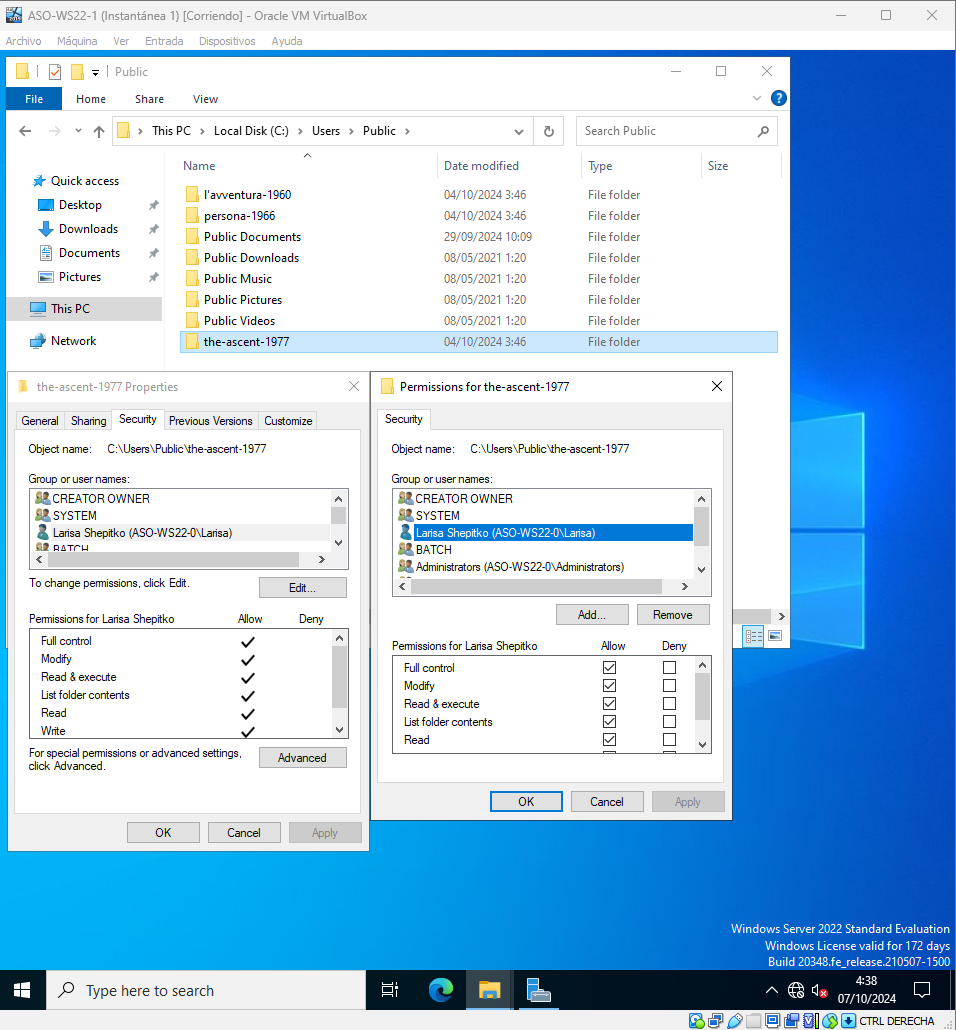 ASO-WS22-1 (Instantánea 1) [Corriendo] - Oracle VM VirtualBox
Archivo Máquina Ver Entrada Dispositivos Ayuda
Public
File Home Share View
This PC Local Disk (C:) Users Public
Search Public
Name Date modified Type Size
Quick access
Desktop
Downloads
Documents
Pictures
This PC
Network
l'avventura-1960 04/10/2024 3:46 File folder
persona-1966 04/10/2024 3:46 File folder
Public Documents 29/09/2024 10:09 File folder
Public Downloads 08/05/2021 1:20 File folder
Public Music 08/05/2021 1:20 File folder
Public Pictures 08/05/2021 1:20 File folder
Public Videos 08/05/2021 1:20 File folder
the-ascent-1977 04/10/2024 3:46 File folder
the-ascent-1977 Properties
General Sharing Security Previous Versions Customize
Object name: C:\Users\Public\the-ascent-1977
Group or user names:
CREATOR OWNER
SYSTEM
Larisa Shepitko (ASO-WS22-0\Larisa)
BATCH
To change permissions, click Edit.
Edit...
Permissions for Larisa Shepitko Allow Deny
Full control
Modify
Read & execute
List folder contents
Read
Write
For special permissions or advanced settings,
click Advanced.
Advanced
OK Cancel Apply
Permissions for the-ascent-1977
Security
Object name: C:\Users\Public\the-ascent-1977
Group or user names:
CREATOR OWNER
SYSTEM
Larisa Shepitko (ASO-WS22-0\Larisa)
BATCH
Administrators (ASO-WS22-0\Administrators)
Add... Remove
Permissions for Larisa Shepitko Allow Deny
Full control
Modify
Read & execute
List folder contents
Read
OK Cancel Apply
Windows Server 2022 Standard Evaluation
Windows License valid for 172 days
Build 20348.fe_release.210507-1500
Type here to search
4:38
07/10/2024
CTRL DERECHA